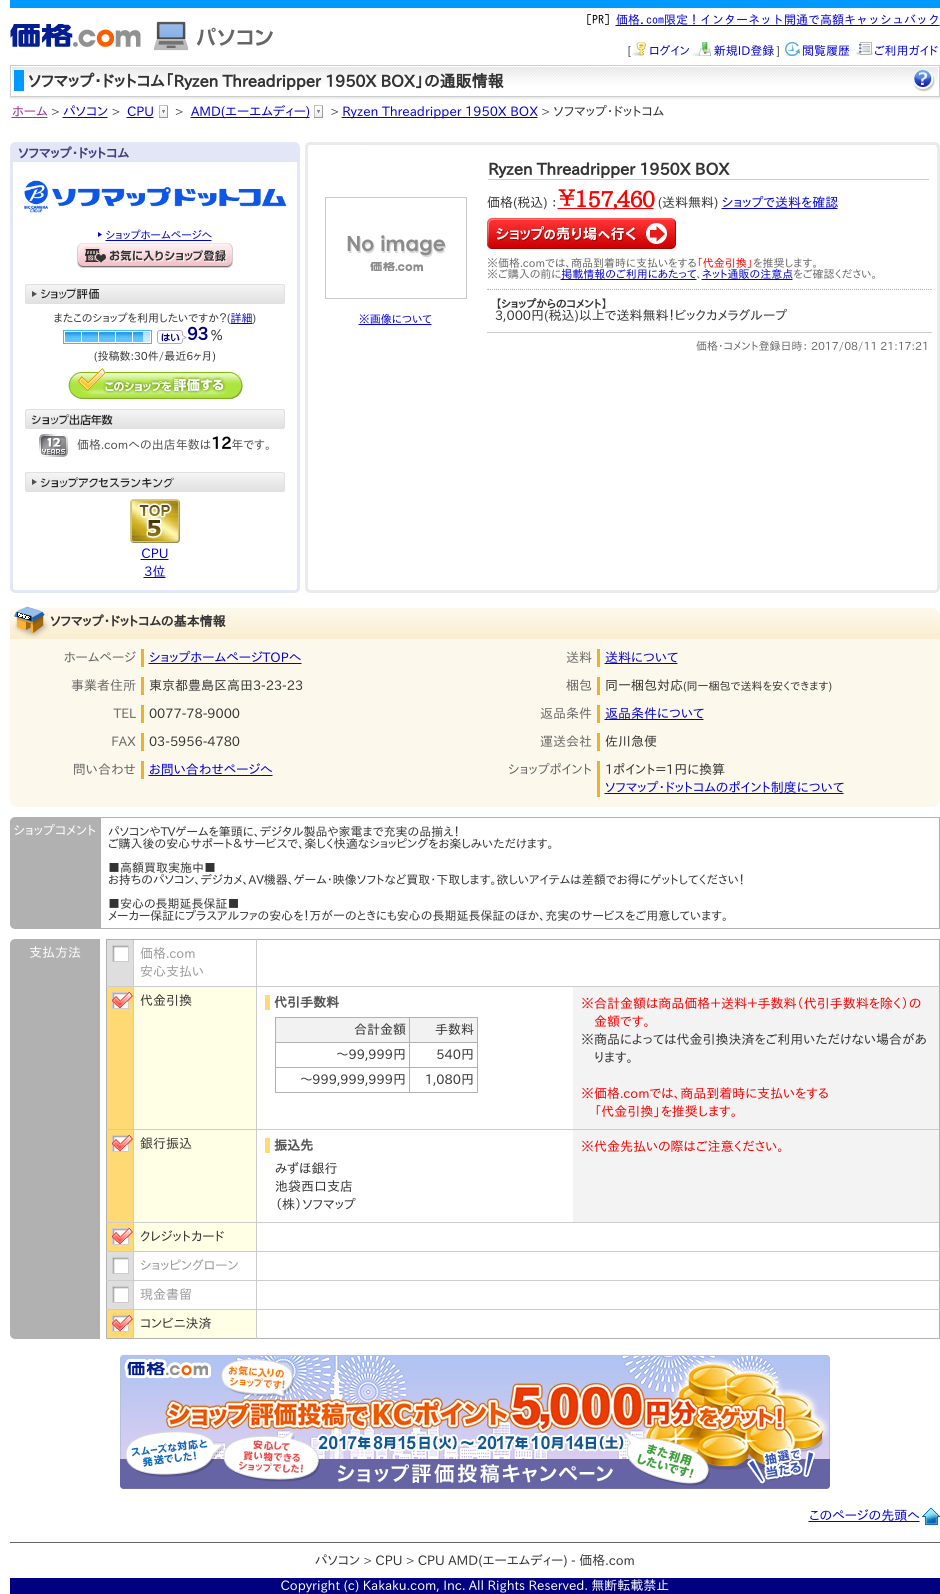 [PR] 価格.com限定！インターネット開通で高額キャッシュバック
価格.com パソコン
[ ログイン 新規ID登録 ] 閲覧履歴 ご利用ガイド
ソフマップ・ドットコム「Ryzen Threadripper 1950X BOX」の通販情報
ホーム > パソコン > CPU > AMD(エーエムディー) > Ryzen Threadripper 1950X BOX > ソフマップ・ドットコム
ソフマップ・ドットコム
ソフマップドットコム
ショップホームページへ
お気に入りショップ登録
ショップ評価
またこのショップを利用したいですか?(詳細)
はい 93 %
(投稿数:30件/最近6ヶ月)
このショップを評価する
ショップ出店年数
12 YEARS 価格.comへの出店年数は12年です。
ショップアクセスランキング
TOP 5
CPU
3位
No image
価格.com
※画像について
Ryzen Threadripper 1950X BOX
価格(税込)：¥157,460 (送料無料) ショップで送料を確認
ショップの売り場へ行く
※価格.comでは、商品到着時に支払いをする「代金引換」を推奨します。
※ご購入の前に掲載情報のご利用にあたって、ネット通販の注意点をご確認ください。
【ショップからのコメント】
3,000円(税込)以上で送料無料！ビックカメラグループ
価格・コメント登録日時： 2017/08/11 21:17:21
ソフマップ・ドットコムの基本情報
ホームページ ショップホームページTOPへ
事業者住所 東京都豊島区高田3-23-23
TEL 0077-78-9000
FAX 03-5956-4780
問い合わせ お問い合わせページへ
送料 送料について
梱包 同一梱包対応(同一梱包で送料を安くできます)
返品条件 返品条件について
運送会社 佐川急便
ショップポイント 1ポイント＝1円に換算
ソフマップ・ドットコムのポイント制度について
ショップコメント
パソコンやTVゲームを筆頭に、デジタル製品や家電まで充実の品揃え！
ご購入後の安心サポート＆サービスで、楽しく快適なショッピングをお楽しみいただけます。
■高額買取実施中■
お持ちのパソコン、デジカメ、AV機器、ゲーム・映像ソフトなど買取・下取します。欲しいアイテムは差額でお得にゲットしてください！
■安心の長期延長保証■
メーカー保証にプラスアルファの安心を！万が一のときにも安心の長期延長保証のほか、充実のサービスをご用意しています。
支払方法
価格.com
安心支払い
代金引換
代引手数料
合計金額 手数料
～99,999円 540円
～999,999,999円 1,080円
※合計金額は商品価格＋送料＋手数料（代引手数料を除く）の
金額です。
※商品によっては代金引換決済をご利用いただけない場合があ
ります。
※価格.comでは、商品到着時に支払いをする
「代金引換」を推奨します。
銀行振込
振込先
みずほ銀行
池袋西口支店
（株）ソフマップ
※代金先払いの際はご注意ください。
クレジットカード
ショッピングローン
現金書留
コンビニ決済
価格.com
お気に入りの
ショップです!
ショップ評価投稿でKCポイント5,000円分をゲット!
2017年8月15日(火)～2017年10月14日(土)
スムーズな対応と
発送でした!
安心して
買い物できる
ショップでした!
また利用
したいです!
抽選で
当たる!
ショップ評価投稿キャンペーン
このページの先頭へ
パソコン > CPU > CPU AMD(エーエムディー) - 価格.com
Copyright (c) Kakaku.com, Inc. All Rights Reserved. 無断転載禁止